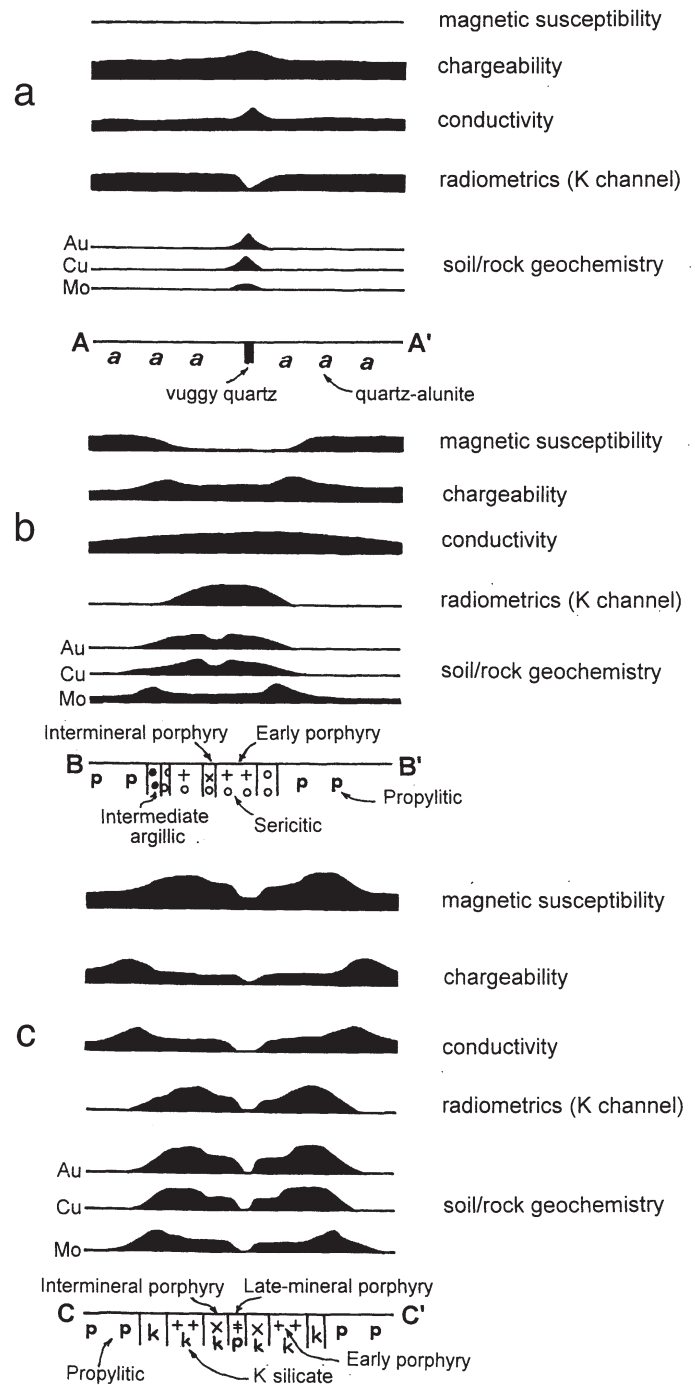 magnetic susceptibility
chargeability
a
conductivity
radiometrics (K channel)
Au
Cu
Mo
soil/rock geochemistry
A
A'
a a a a a a
vuggy quartz
quartz-alunite
magnetic susceptibility
chargeability
b
conductivity
radiometrics (K channel)
Au
Cu
Mo
soil/rock geochemistry
Intermineral porphyry
Early porphyry
B
B'
p p + x + + p p
Propylitic
Intermediate
argillic
Sericitic
magnetic susceptibility
chargeability
c
conductivity
radiometrics (K channel)
Au
Cu
Mo
soil/rock geochemistry
Intermineral porphyry
Late-mineral porphyry
C
C'
p p k + + x ‡ x + + k p p
k k p k k
Early porphyry
Propylitic
K silicate